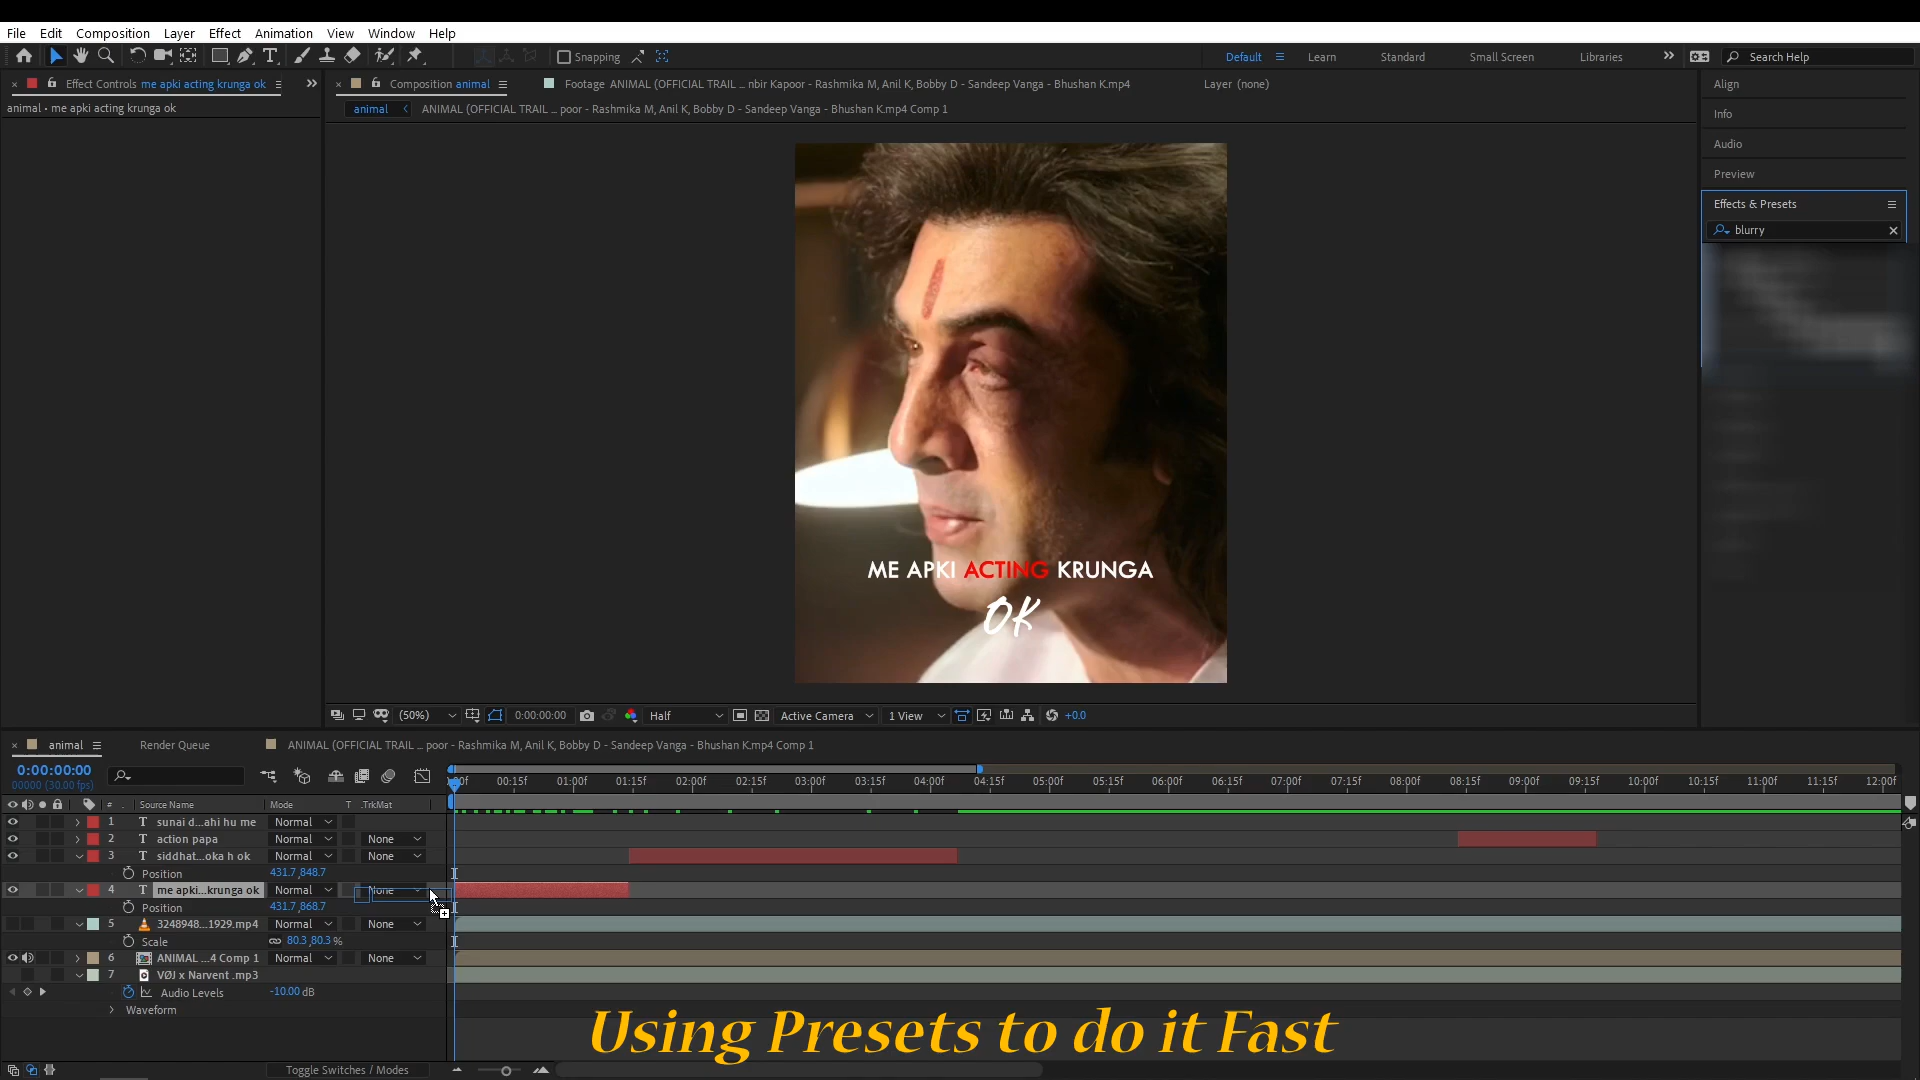 File Edit Composition Layer Effect Animation View Window Help
Snapping
Default Learn Standard Small Screen Libraries Search Help
Effect Controls me apki acting krunga ok
animal • me apki acting krunga ok
Composition animal
Footage ANIMAL (OFFICIAL TRAIL ... nbir Kapoor - Rashmika M, Anil K, Bobby D - Sandeep Vanga - Bhushan K.mp4
Layer (none)
animal
ANIMAL (OFFICIAL TRAIL ... poor - Rashmika M, Anil K, Bobby D - Sandeep Vanga - Bhushan K.mp4 Comp 1
Align
Info
Audio
Preview
Effects & Presets
blurry
ME APKI ACTING KRUNGA
OK
(50%) 0:00:00:00 Half Active Camera 1 View +0.0
animal Render Queue ANIMAL (OFFICIAL TRAIL ... poor - Rashmika M, Anil K, Bobby D - Sandeep Vanga - Bhushan K.mp4 Comp 1
0:00:00:00
00000 (30.00 fps)
00:15f 01:00f 01:15f 02:00f 02:15f 03:00f 03:15f 04:00f 04:15f 05:00f 05:15f 06:00f 06:15f 07:00f 07:15f 08:00f 08:15f 09:00f 09:15f 10:00f 10:15f 11:00f 11:15f 12:00f
# Source Name Mode T .TrkMat
1 T sunai d...ahi hu me Normal
2 T action papa Normal None
3 T siddhat...oka h ok Normal None
Position 431.7,848.7
4 T me apki...krunga ok Normal None
Position 431.7,868.7
5 3248948...1929.mp4 Normal None
Scale 80.3,80.3 %
6 ANIMAL ...4 Comp 1 Normal None
7 VØJ x Narvent .mp3
Audio Levels -10.00 dB
Waveform
Using Presets to do it Fast
Toggle Switches / Modes